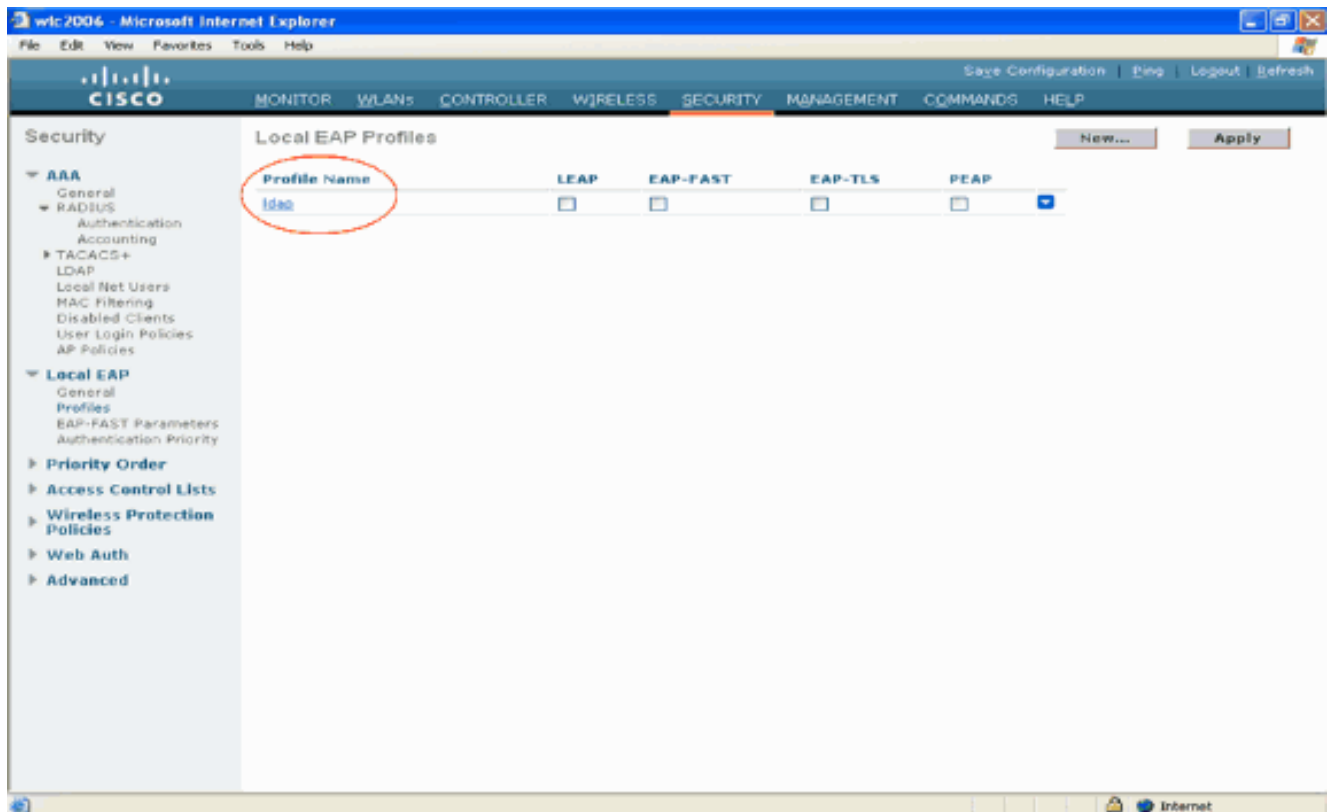 wlc2006 - Microsoft Internet Explorer
File Edit View Favorites Tools Help
Save Configuration | Ping | Logout | Refresh
CISCO
MONITOR WLANs CONTROLLER WIRELESS SECURITY MANAGEMENT COMMANDS HELP
Security
AAA
General
RADIUS
Authentication
Accounting
TACACS+
LDAP
Local Net Users
MAC Filtering
Disabled Clients
User Login Policies
AP Policies
Local EAP
General
Profiles
EAP-FAST Parameters
Authentication Priority
Priority Order
Access Control Lists
Wireless Protection
Policies
Web Auth
Advanced
Local EAP Profiles
New... Apply
Profile Name LEAP EAP-FAST EAP-TLS PEAP
ldap
Internet